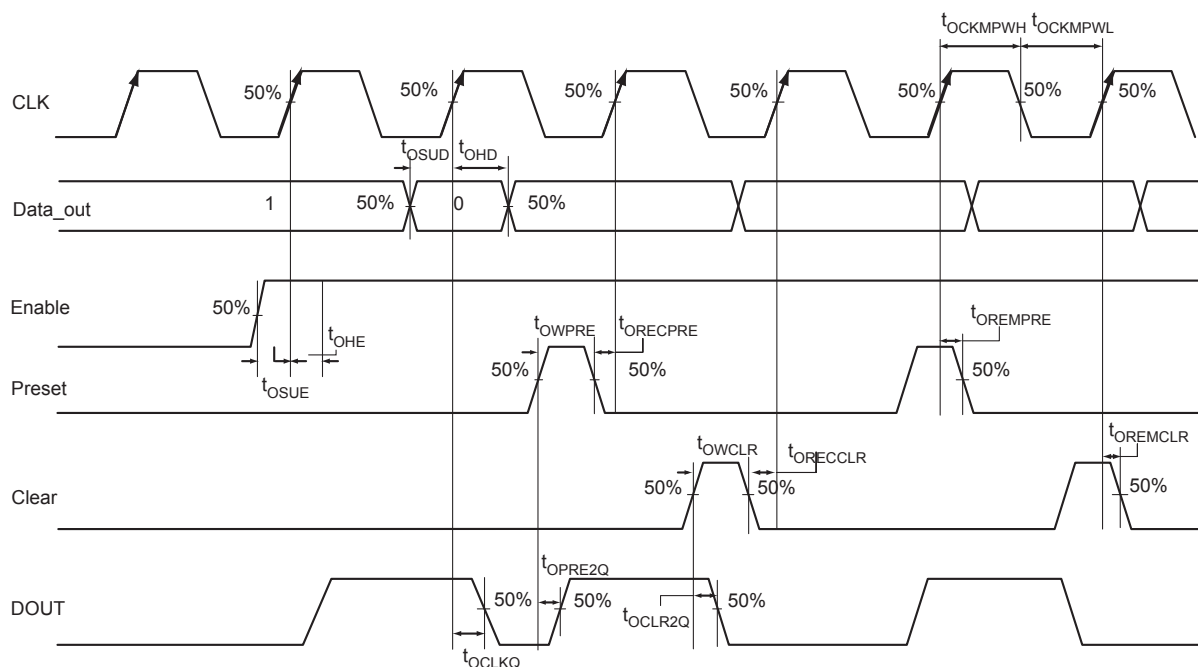 tOCKMPWH tOCKMPWL
CLK 50% 50% 50% 50% 50% 50% 50%
tOSUD tOHD
Data_out 1 50% 0 50%
Enable 50%
tOHE
tOSUE
tOWPRE tORECPRE tOREMPRE
Preset 50% 50% 50%
tOWCLR tORECCLR tOREMCLR
Clear 50% 50% 50%
tOPRE2Q
DOUT 50% 50% 50%
tOCLR2Q
tOCLKQ